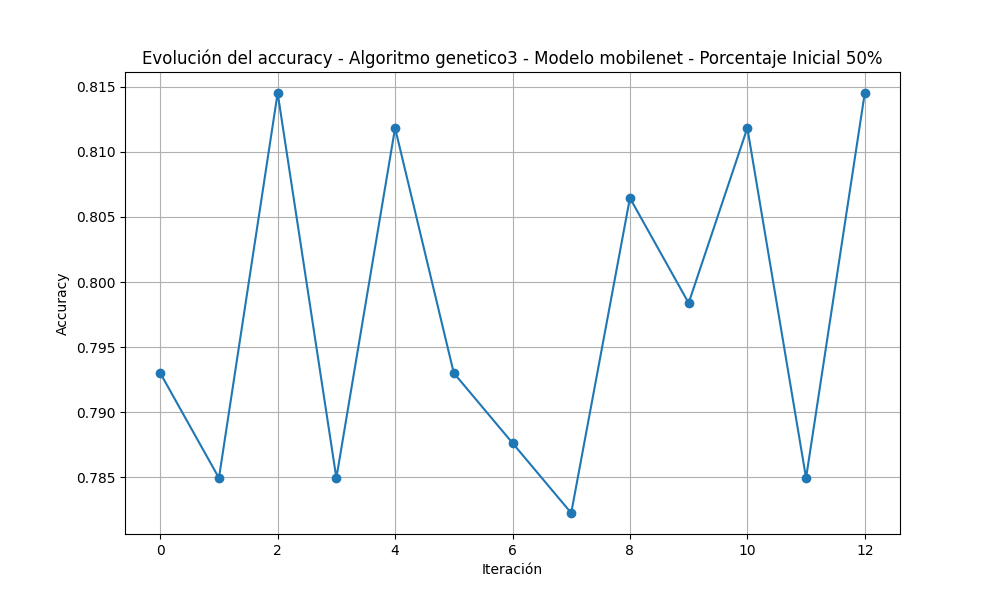 Evolución del accuracy - Algoritmo genetico3 - Modelo mobilenet - Porcentaje Inicial 50%
Accuracy
0.815
0.810
0.805
0.800
0.795
0.790
0.785
0 2 4 6 8 10 12
Iteración